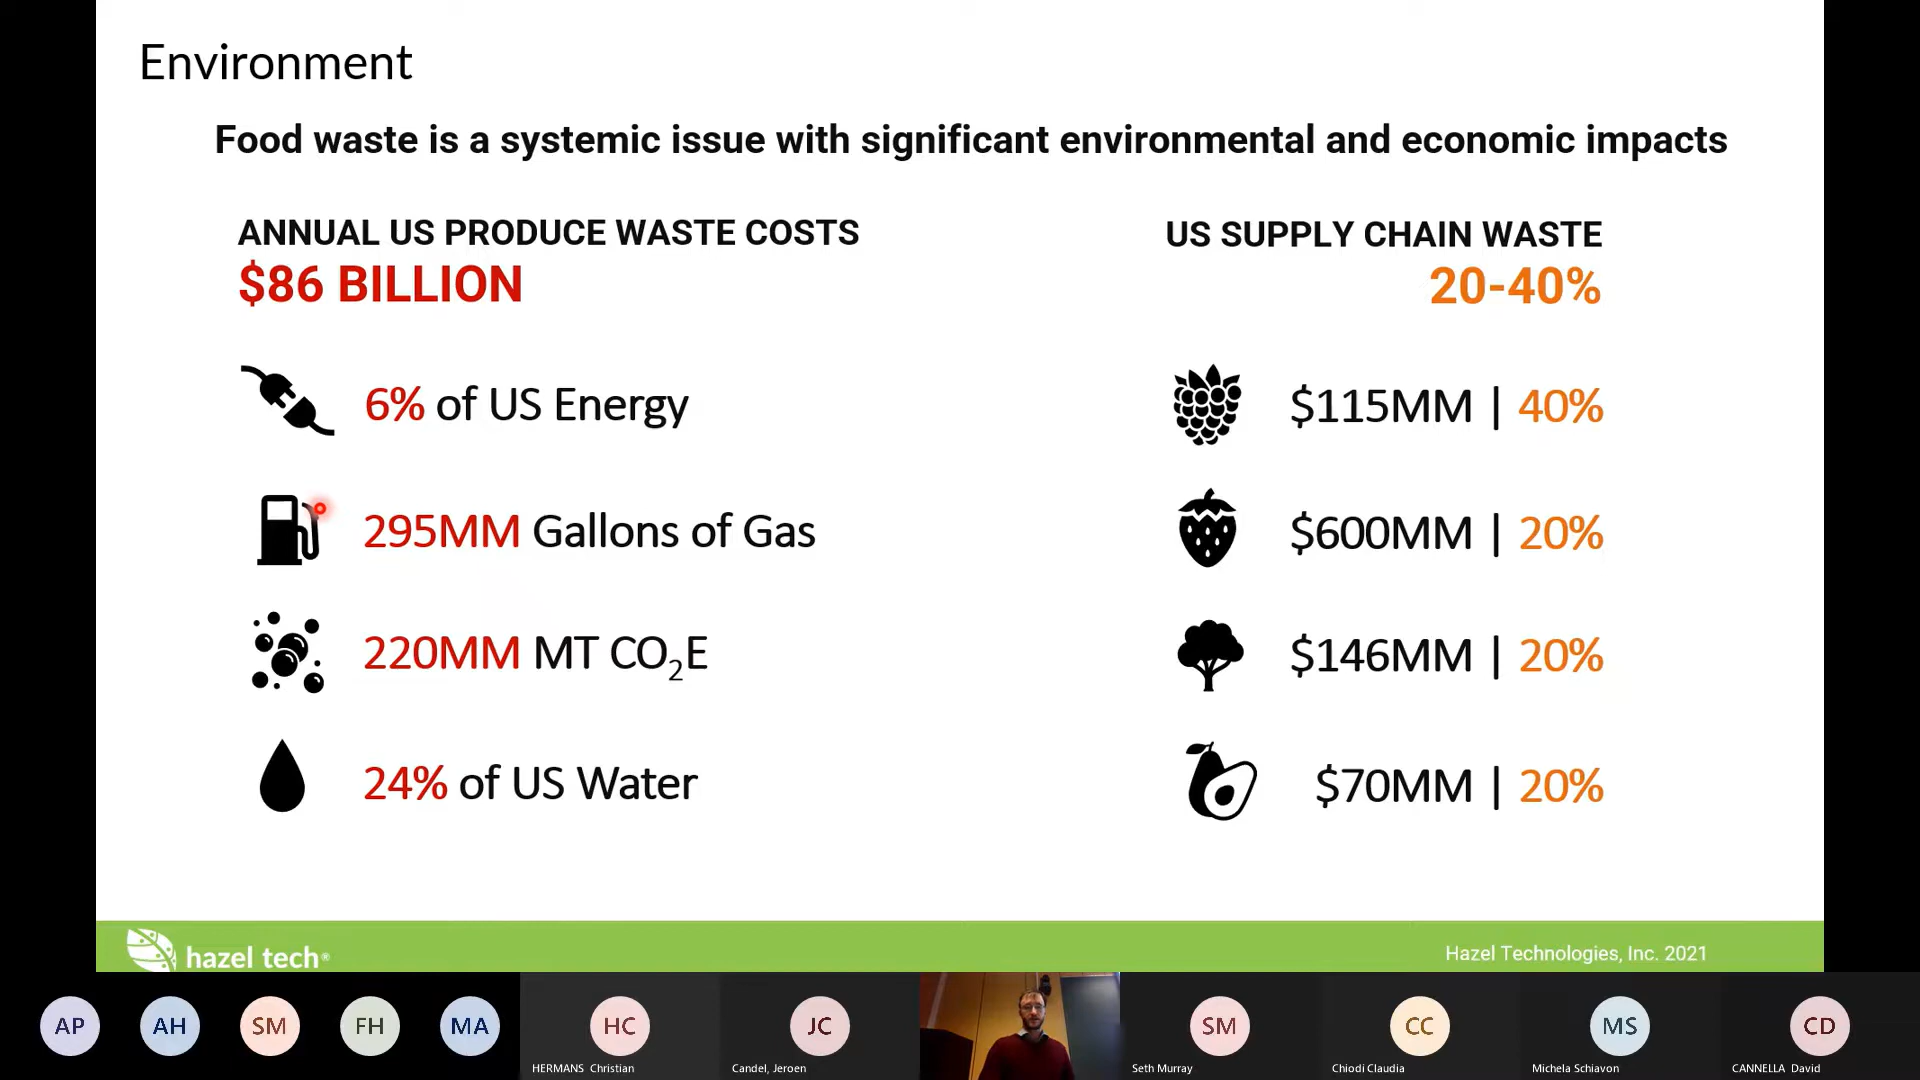 Environment
Food waste is a systemic issue with significant environmental and economic impacts
ANNUAL US PRODUCE WASTE COSTS
$86 BILLION
6% of US Energy
295MM Gallons of Gas
220MM MT CO₂E
24% of US Water
US SUPPLY CHAIN WASTE
20-40%
$115MM | 40%
$600MM | 20%
$146MM | 20%
$70MM | 20%
hazel tech®
Hazel Technologies, Inc. 2021
AP
AH
SM
FH
MA
HC
HERMANS Christian
JC
Candel, Jeroen
SM
Seth Murray
CC
Chiodi Claudia
MS
Michela Schiavon
CD
CANNELLA David